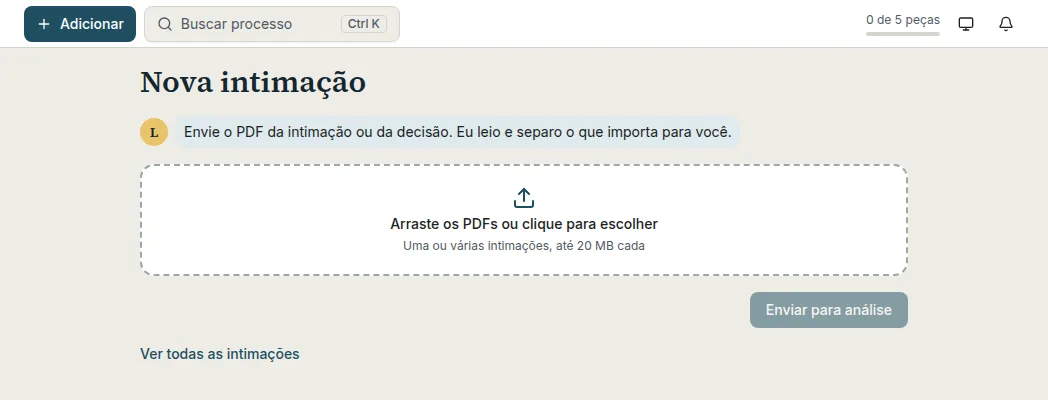 Adicionar
Buscar processo
Ctrl K
0 de 5 peças
Nova intimação
L
Envie o PDF da intimação ou da decisão. Eu leio e separo o que importa para você.
Arraste os PDFs ou clique para escolher
Uma ou várias intimações, até 20 MB cada
Enviar para análise
Ver todas as intimações